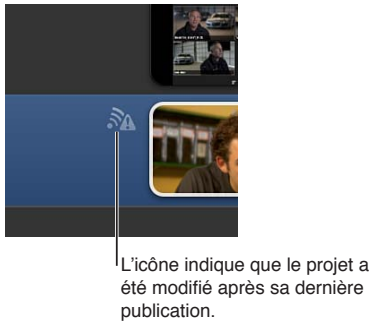 L'icône indique que le projet a
été modifié après sa dernière
publication.